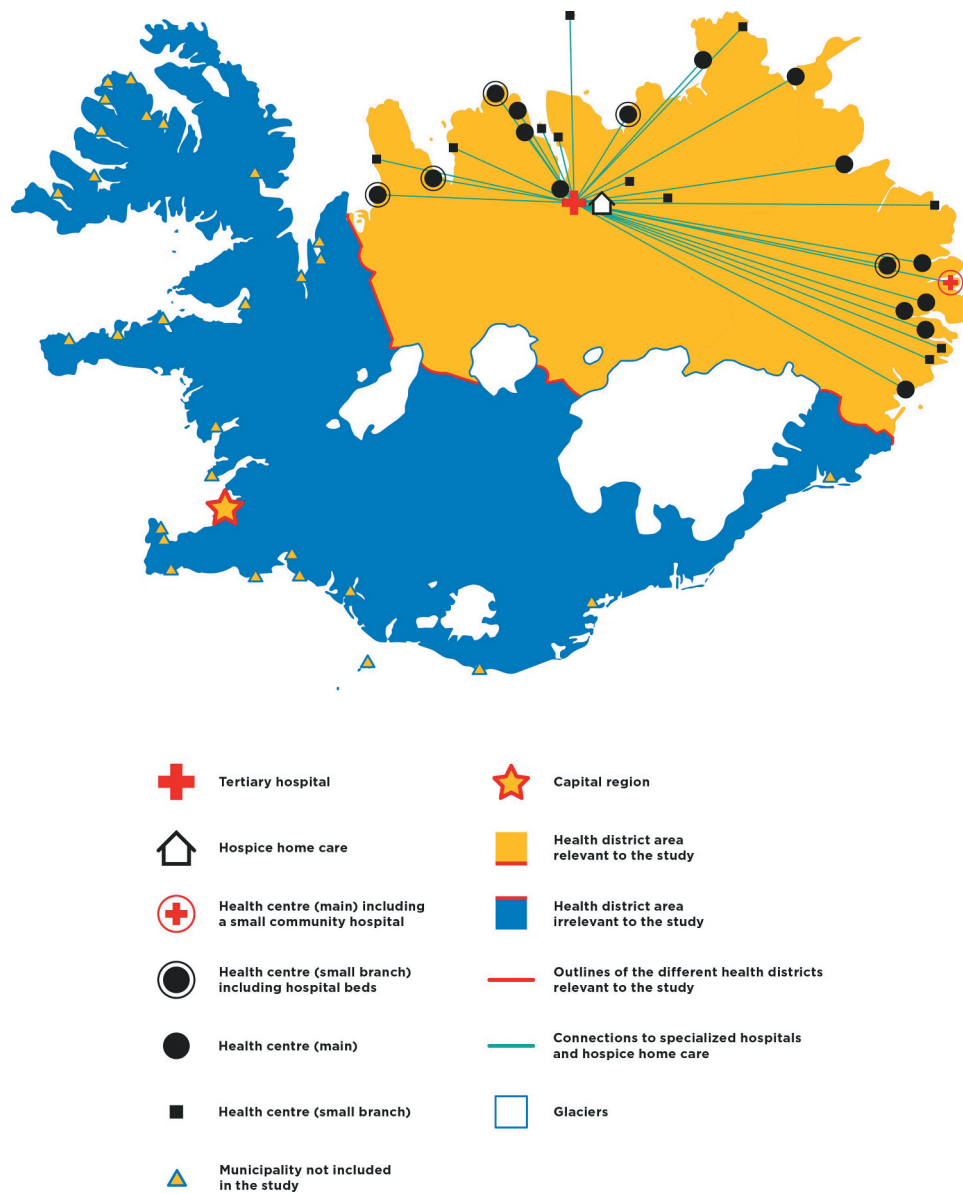 Tertiary hospital
Hospice home care
Health centre (main) including
a small community hospital
Health centre (small branch)
including hospital beds
Health centre (main)
Health centre (small branch)
Municipality not included
in the study
Capital region
Health district area
relevant to the study
Health district area
irrelevant to the study
Outlines of the different health districts
relevant to the study
Connections to specialized hospitals
and hospice home care
Glaciers